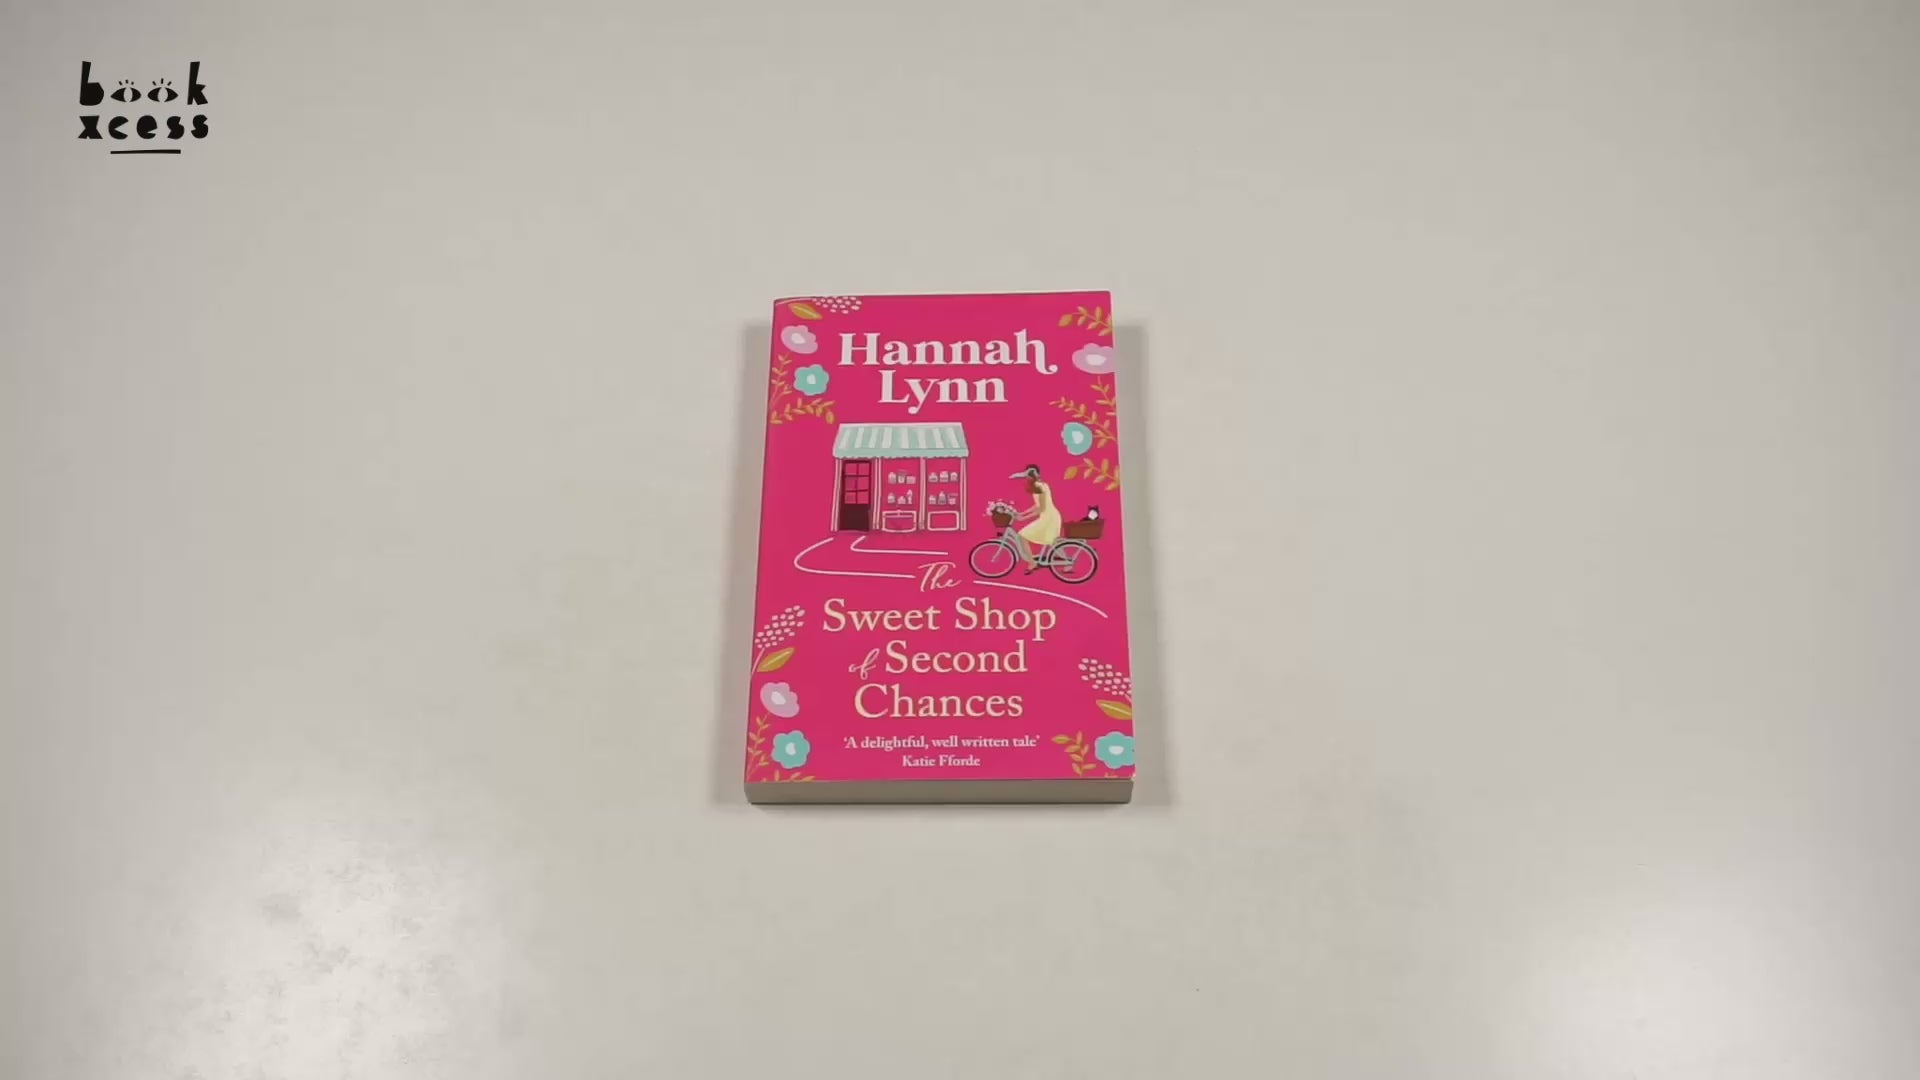 book
xcess
Hannah
Lynn
The
Sweet Shop
of Second
Chances
‘A delightful, well written tale’
Katie Fforde